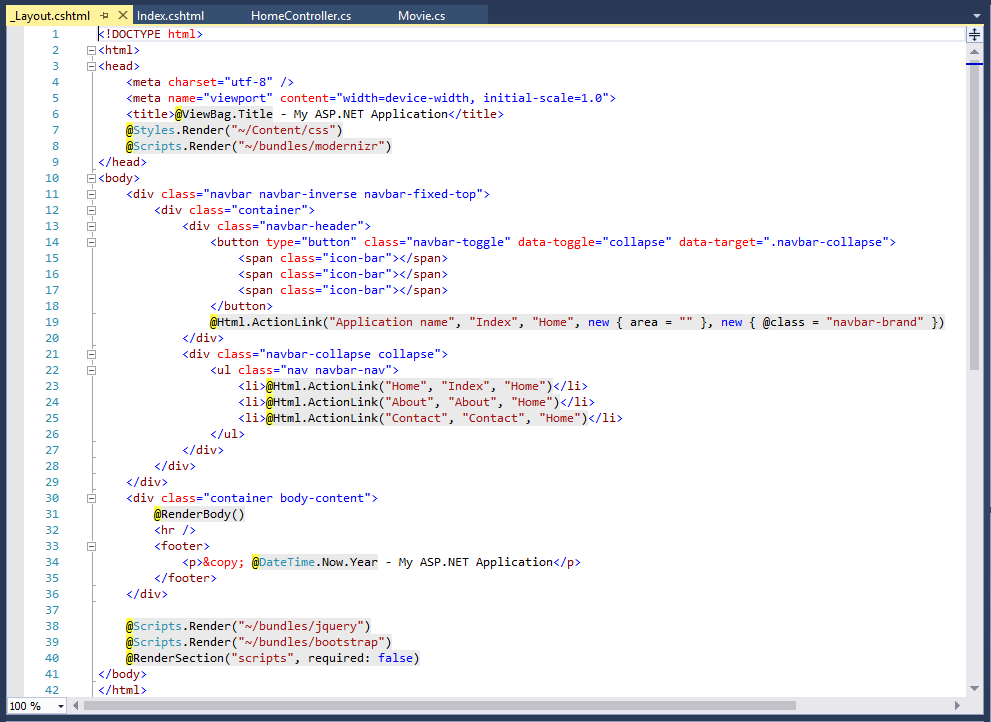 _Layout.cshtml Index.cshtml HomeController.cs Movie.cs
1 <!DOCTYPE html>
2 <html>
3 <head>
4 <meta charset="utf-8" />
5 <meta name="viewport" content="width=device-width, initial-scale=1.0">
6 <title>@ViewBag.Title - My ASP.NET Application</title>
7 @Styles.Render("~/Content/css")
8 @Scripts.Render("~/bundles/modernizr")
9 </head>
10 <body>
11 <div class="navbar navbar-inverse navbar-fixed-top">
12 <div class="container">
13 <div class="navbar-header">
14 <button type="button" class="navbar-toggle" data-toggle="collapse" data-target=".navbar-collapse">
15 <span class="icon-bar"></span>
16 <span class="icon-bar"></span>
17 <span class="icon-bar"></span>
18 </button>
19 @Html.ActionLink("Application name", "Index", "Home", new { area = "" }, new { @class = "navbar-brand" })
20 </div>
21 <div class="navbar-collapse collapse">
22 <ul class="nav navbar-nav">
23 <li>@Html.ActionLink("Home", "Index", "Home")</li>
24 <li>@Html.ActionLink("About", "About", "Home")</li>
25 <li>@Html.ActionLink("Contact", "Contact", "Home")</li>
26 </ul>
27 </div>
28 </div>
29 </div>
30 <div class="container body-content">
31 @RenderBody()
32 <hr />
33 <footer>
34 <p>&copy; @DateTime.Now.Year - My ASP.NET Application</p>
35 </footer>
36 </div>
37
38 @Scripts.Render("~/bundles/jquery")
39 @Scripts.Render("~/bundles/bootstrap")
40 @RenderSection("scripts", required: false)
41 </body>
42 </html>
100 %